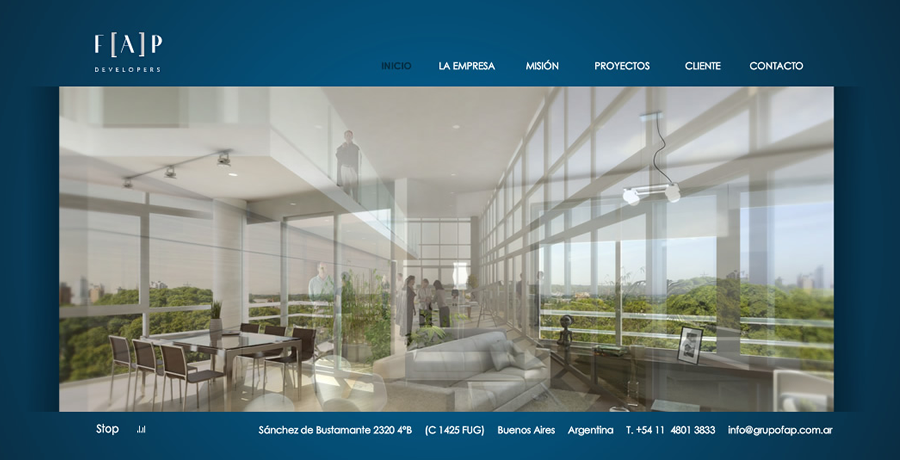 F[A]P
DEVELOPERS
INICIO LA EMPRESA MISIÓN PROYECTOS CLIENTE CONTACTO
Stop Sánchez de Bustamante 2320 4ºB (C 1425 FUG) Buenos Aires Argentina T. +54 11 4801 3833 info@grupofap.com.ar